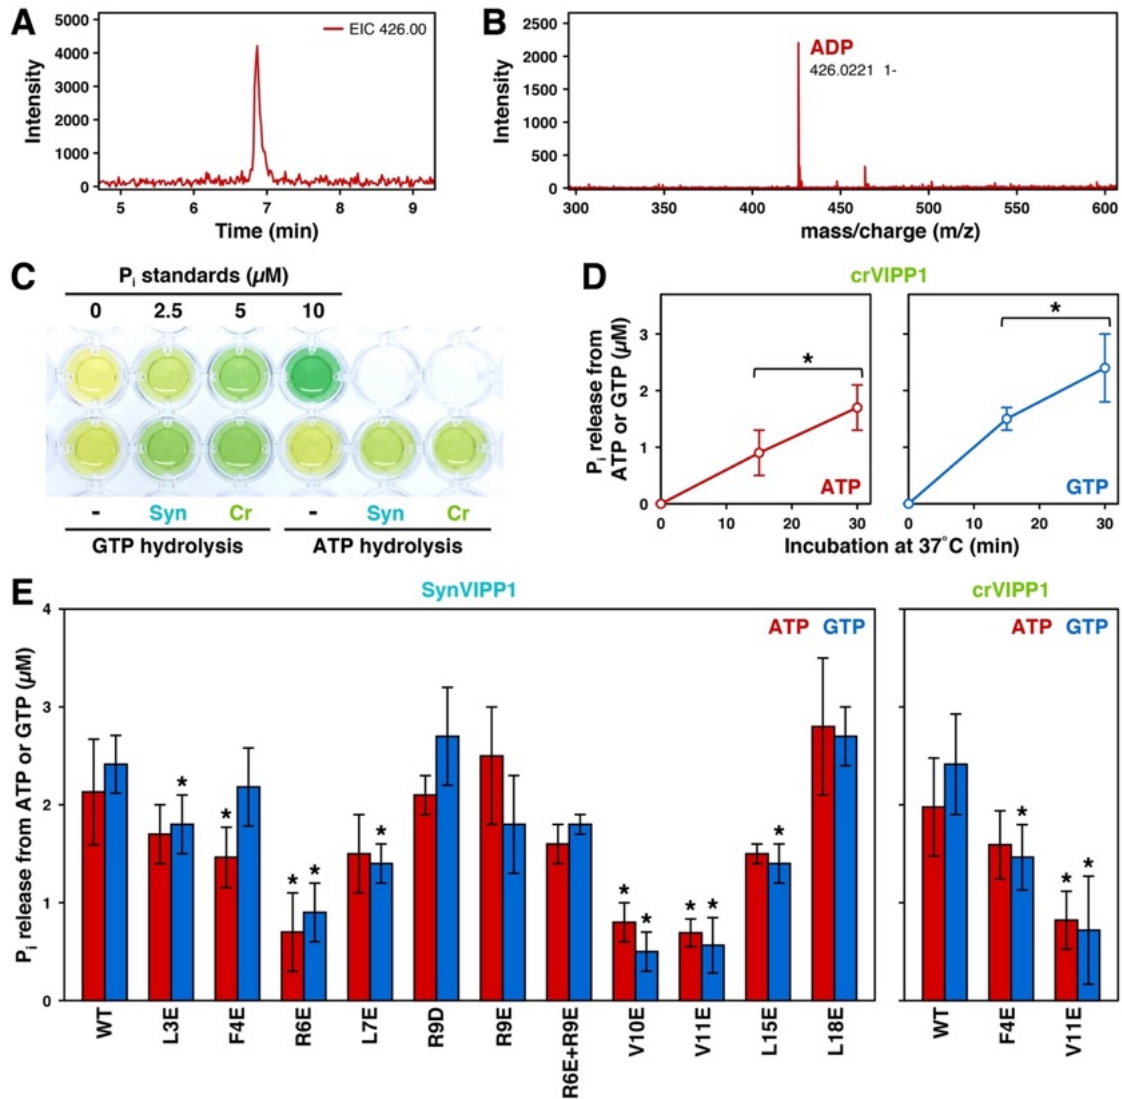 A
EIC 426.00
Intensity
5000
4000
3000
2000
1000
0
5 6 7 8 9
Time (min)
B
ADP
426.0221 1-
Intensity
2500
2000
1500
1000
500
0
300 350 400 450 500 550 600
mass/charge (m/z)
C
Pi standards (µM)
0 2.5 5 10
- Syn Cr - Syn Cr
GTP hydrolysis ATP hydrolysis
D
crVIPP1
Pi release from
ATP or GTP (µM)
3
2
1
0
*
*
ATP
GTP
0 10 20 30 0 10 20 30
Incubation at 37°C (min)
E
SynVIPP1 crVIPP1
ATP GTP ATP GTP
Pi release from ATP or GTP (µM)
4
3
2
1
0
* * * * * * * * * * * * * *
WT L3E F4E R6E L7E R9D R9E R6E+R9E V10E V11E L15E L18E WT F4E V11E